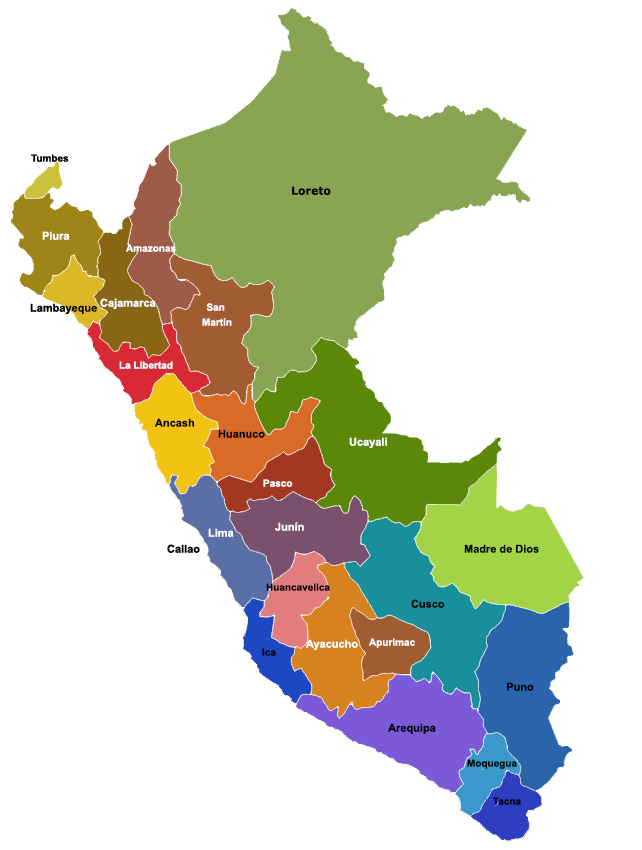 Tumbes
Loreto
Piura
Amazonas
Lambayeque
Cajamarca
San
Martín
La Libertad
Ancash
Huanuco
Ucayali
Pasco
Junín
Lima
Callao
Madre de Dios
Huancavelica
Cusco
Ayacucho
Apurimac
Ica
Puno
Arequipa
Moquegua
Tacna